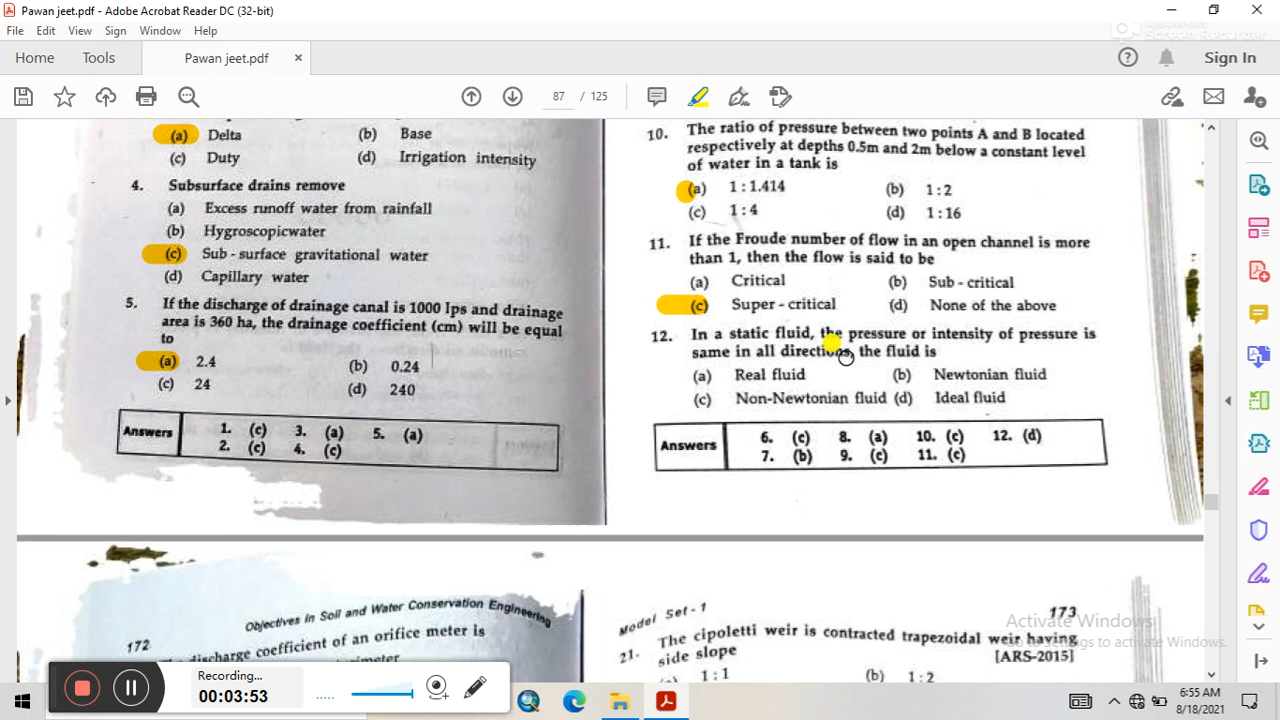 Pawan jeet.pdf - Adobe Acrobat Reader DC (32-bit)
File Edit View Sign Window Help
Screen Recorder
Home Tools Pawan jeet.pdf × Sign In
87 / 125
(a) Delta (b) Base
(c) Duty (d) Irrigation intensity
4. Subsurface drains remove
(a) Excess runoff water from rainfall
(b) Hygroscopicwater
(c) Sub - surface gravitational water
(d) Capillary water
5. If the discharge of drainage canal is 1000 lps and drainage
area is 360 ha, the drainage coefficient (cm) will be equal
to
(a) 2.4 (b) 0.24
(c) 24 (d) 240
Answers 1. (c) 3. (a) 5. (a)
2. (c) 4. (c)
10. The ratio of pressure between two points A and B located
respectively at depths 0.5m and 2m below a constant level
of water in a tank is
(a) 1 : 1.414 (b) 1 : 2
(c) 1 : 4 (d) 1 : 16
11. If the Froude number of flow in an open channel is more
than 1, then the flow is said to be
(a) Critical (b) Sub - critical
(c) Super - critical (d) None of the above
12. In a static fluid, the pressure or intensity of pressure is
same in all directions, the fluid is
(a) Real fluid (b) Newtonian fluid
(c) Non-Newtonian fluid (d) Ideal fluid
Answers 6. (c) 8. (a) 10. (c) 12. (d)
7. (b) 9. (c) 11. (c)
172 Objectives in Soil and Water Conservation Engineering
discharge coefficient of an orifice meter is
Model Set - 1 173
21. The cipoletti weir is contracted trapezoidal weir having
side slope [ARS-2015]
1 : 1 (b) 1 : 2
Activate Windows
Go to Settings to activate Windows.
Recording...
00:03:53
6:55 AM
8/18/2021